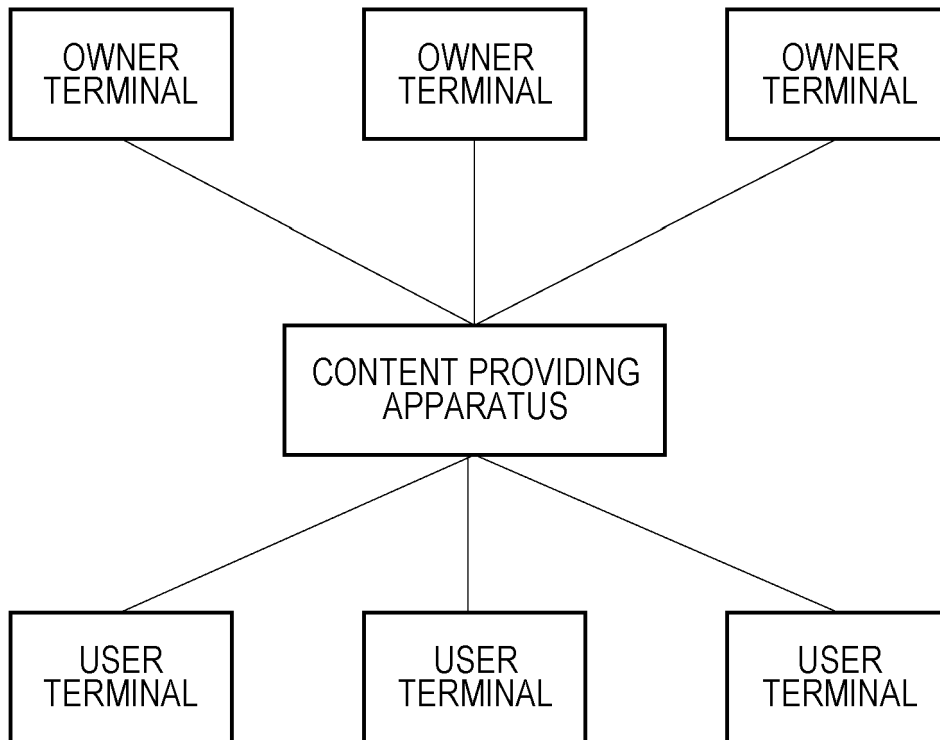 OWNER
TERMINAL
OWNER
TERMINAL
OWNER
TERMINAL
CONTENT PROVIDING
APPARATUS
USER
TERMINAL
USER
TERMINAL
USER
TERMINAL